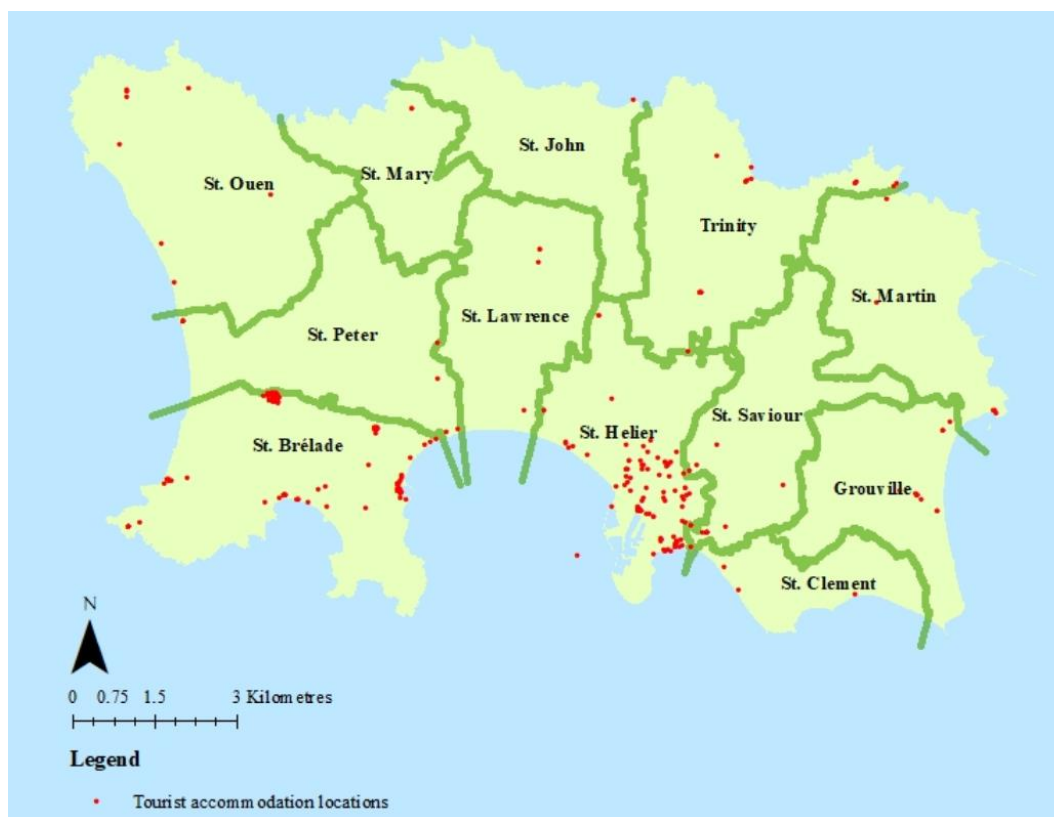 St. John
St. Mary
St. Ouen
Trinity
St. Martin
St. Lawrence
St. Peter
St. Saviour
St. Helier
St. Brélade
Grouville
St. Clement
N
0 0.75 1.5 3 Kilometres
Legend
Tourist accommodation locations